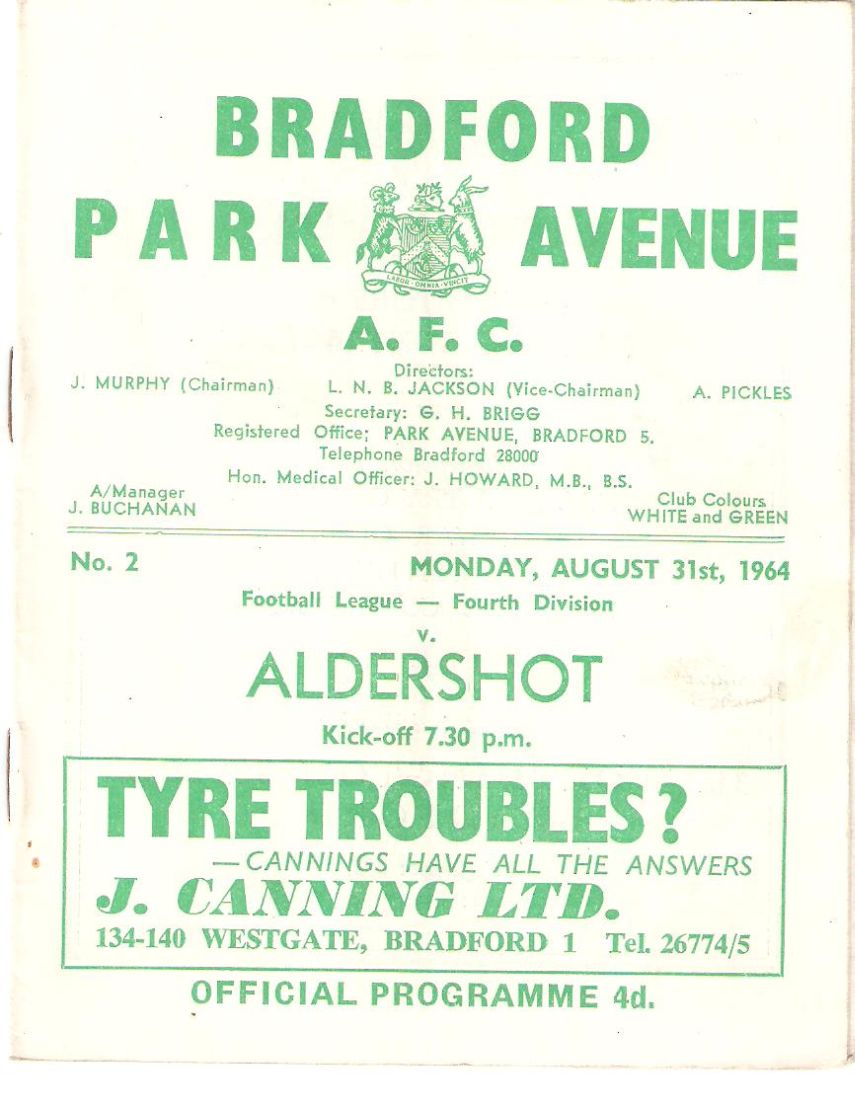 BRADFORD
PARK AVENUE
LABOR·OMNIA·VINCIT
A. F. C.
Directors:
J. MURPHY (Chairman) L. N. B. JACKSON (Vice-Chairman) A. PICKLES
Secretary: G. H. BRIGG
Registered Office; PARK AVENUE, BRADFORD 5.
Telephone Bradford 28000
Hon. Medical Officer: J. HOWARD, M.B., B.S.
A/Manager Club Colours
J. BUCHANAN WHITE and GREEN
No. 2 MONDAY, AUGUST 31st, 1964
Football League — Fourth Division
v.
ALDERSHOT
Kick-off 7.30 p.m.
TYRE TROUBLES?
—CANNINGS HAVE ALL THE ANSWERS
J. CANNING LTD.
134-140 WESTGATE, BRADFORD 1 Tel. 26774/5
OFFICIAL PROGRAMME 4d.